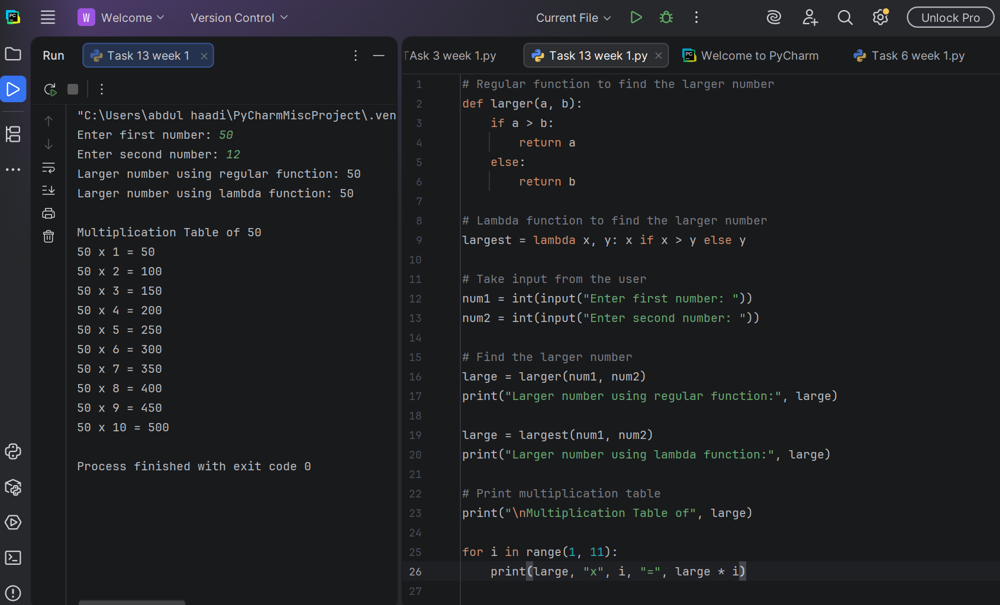 W Welcome Version Control Current File Unlock Pro
Run Task 13 week 1
"C:\Users\abdul haadi\PyCharmMiscProject\.ven
Enter first number: 50
Enter second number: 12
Larger number using regular function: 50
Larger number using lambda function: 50
Multiplication Table of 50
50 x 1 = 50
50 x 2 = 100
50 x 3 = 150
50 x 4 = 200
50 x 5 = 250
50 x 6 = 300
50 x 7 = 350
50 x 8 = 400
50 x 9 = 450
50 x 10 = 500
Process finished with exit code 0
TAsk 3 week 1.py Task 13 week 1.py Welcome to PyCharm Task 6 week 1.py
1 # Regular function to find the larger number
2 def larger(a, b):
3 if a > b:
4 return a
5 else:
6 return b
7
8 # Lambda function to find the larger number
9 largest = lambda x, y: x if x > y else y
10
11 # Take input from the user
12 num1 = int(input("Enter first number: "))
13 num2 = int(input("Enter second number: "))
14
15 # Find the larger number
16 large = larger(num1, num2)
17 print("Larger number using regular function:", large)
18
19 large = largest(num1, num2)
20 print("Larger number using lambda function:", large)
21
22 # Print multiplication table
23 print("\nMultiplication Table of", large)
24
25 for i in range(1, 11):
26 print(large, "x", i, "=", large * i)
27